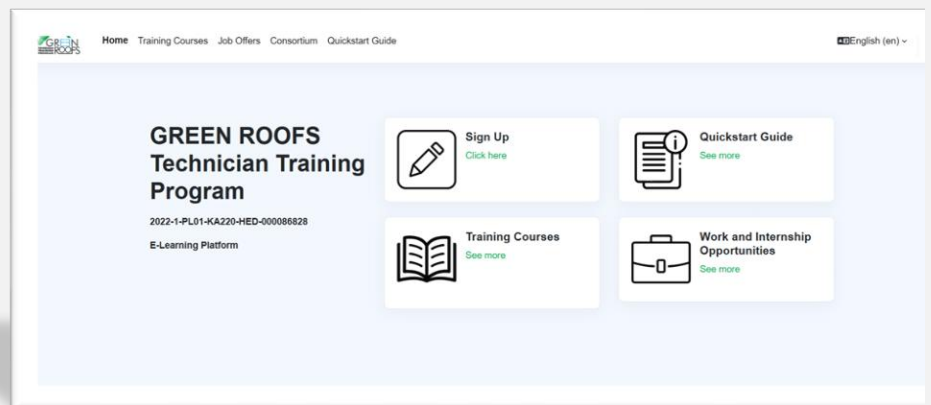 GREEN
ROOFS
Home Training Courses Job Offers Consortium Quickstart Guide
English (en)
GREEN ROOFS
Technician Training
Program
2022-1-PL01-KA220-HED-000086828
E-Learning Platform
Sign Up
Click here
Quickstart Guide
See more
Training Courses
See more
Work and Internship
Opportunities
See more